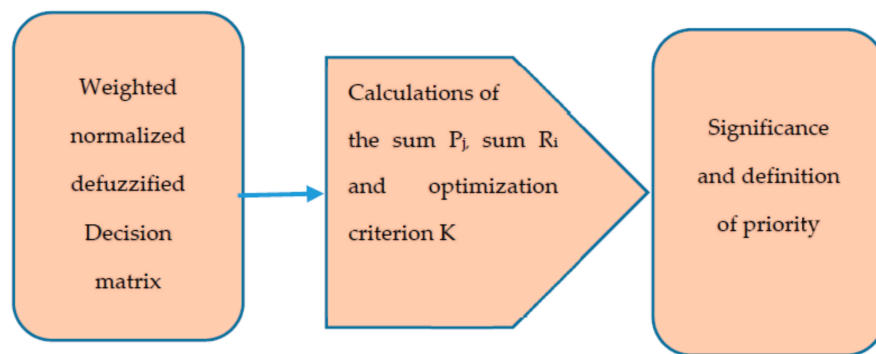 Weighted
normalized
defuzzified
Decision
matrix
Calculations of
the sum Pj, sum Ri
and optimization
criterion K
Significance
and definition
of priority